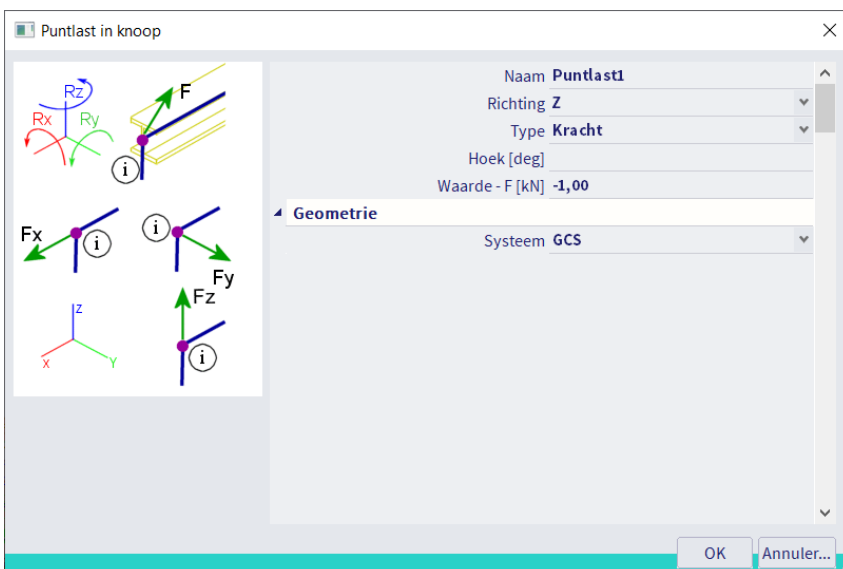 Puntlast in knoop
Rz
Rx
Ry
F
i
Fx
i
i
Fy
Fz
z
x
Y
i
Naam Puntlast1
Richting Z
Type Kracht
Hoek [deg]
Waarde - F [kN] -1,00
Geometrie
Systeem GCS
OK
Annuler...